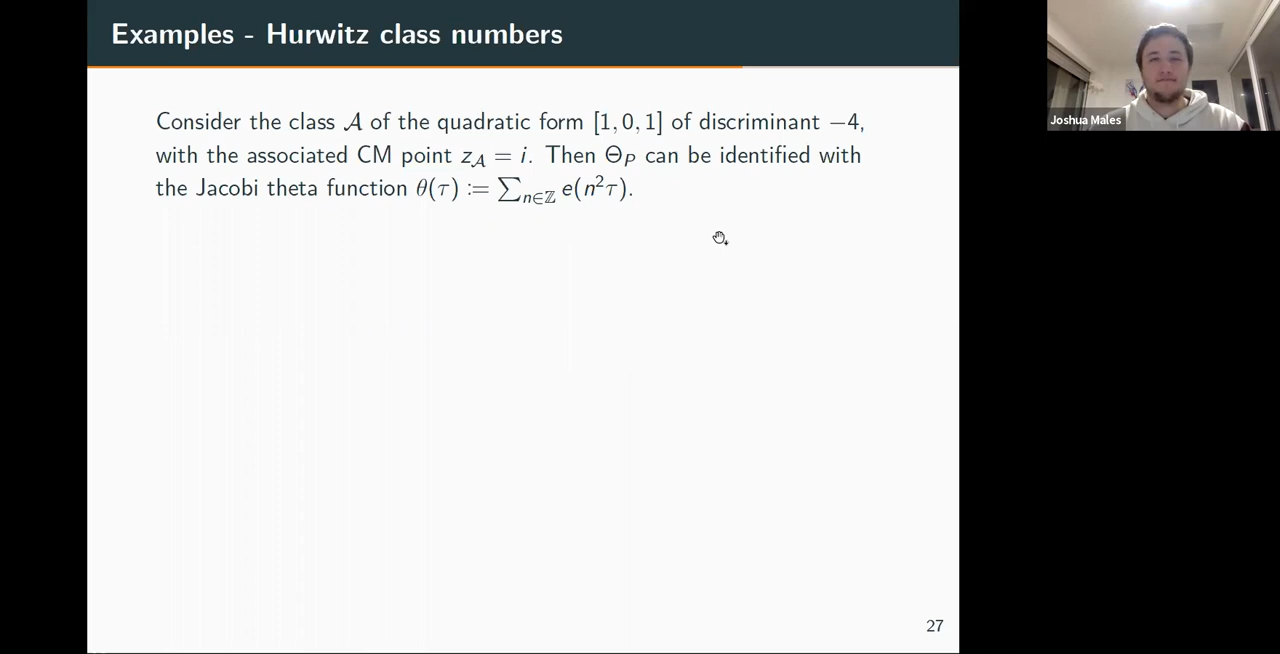 Examples - Hurwitz class numbers
Joshua Males
Consider the class 𝒜 of the quadratic form [1, 0, 1] of discriminant −4,
with the associated CM point z_𝒜 = i. Then Θ_P can be identified with
the Jacobi theta function θ(τ) := ∑_{n∈ℤ} e(n²τ).
27